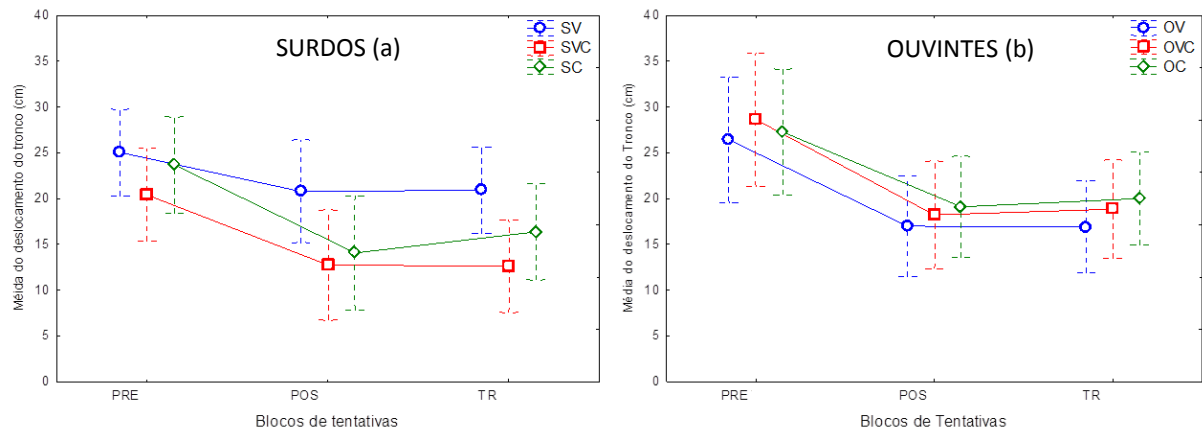 SURDOS (a)
SV
SVC
SC
Méida do deslocamento do tronco (cm)
40
35
30
25
20
15
10
5
0
PRE
POS
TR
Blocos de tentativas
OUVINTES (b)
OV
OVC
OC
Média do deslocamento do Tronco (cm)
40
35
30
25
20
15
10
5
0
PRE
POS
TR
Blocos de Tentativas